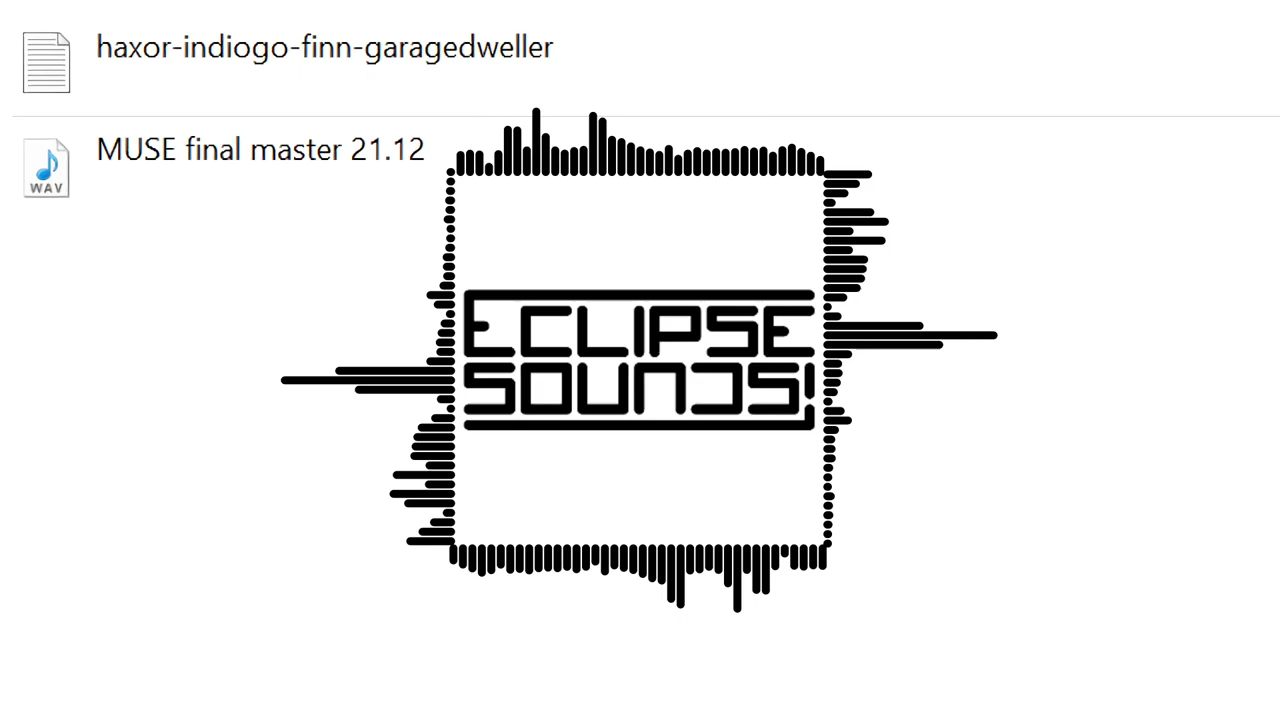 haxor-indiogo-finn-garagedweller
MUSE final master 21.12
WAV
ECLIPSE
SOUNDS!